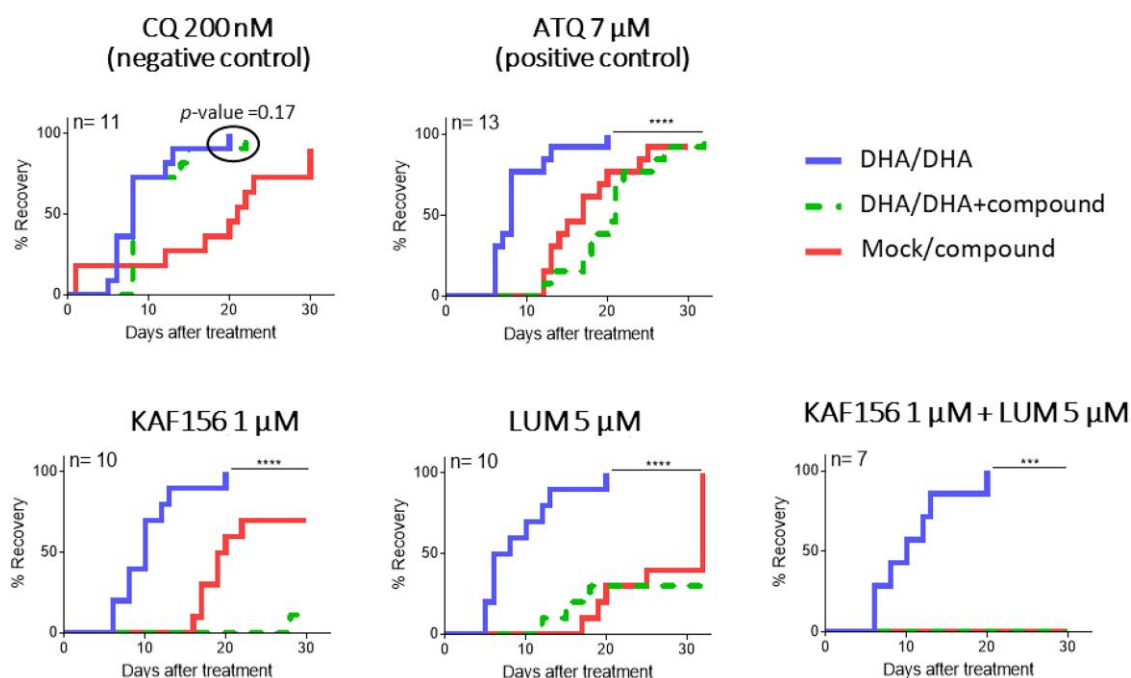 CQ 200 nM
(negative control)
n= 11
p-value =0.17
100
50
0
% Recovery
0 10 20 30
Days after treatment
ATQ 7 µM
(positive control)
n= 13
****
100
50
0
% Recovery
0 10 20 30
Days after treatment
DHA/DHA
DHA/DHA+compound
Mock/compound
KAF156 1 µM
n= 10
****
100
50
0
% Recovery
0 10 20 30
Days after treatment
LUM 5 µM
n= 10
****
100
50
0
% Recovery
0 10 20 30
Days after treatment
KAF156 1 µM + LUM 5 µM
n= 7
***
100
50
0
% Recovery
0 10 20 30
Days after treatment